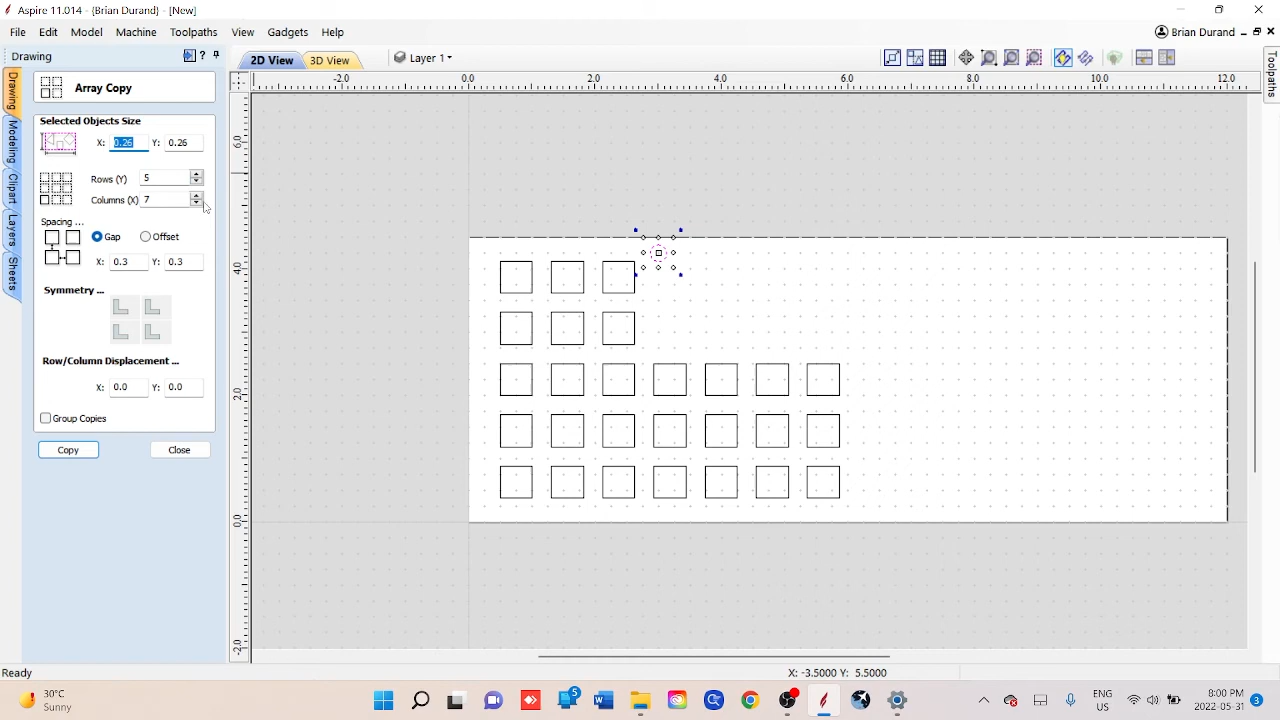 Aspire 11.014 - {Brian Durand} - [New]
File Edit Model Machine Toolpaths View Gadgets Help
Brian Durand
Drawing
?
2D View
3D View
Layer 1
Toolpaths
Drawing
Modeling
Clipart
Layers
Sheets
Array Copy
Selected Objects Size
X: 0.26 Y: 0.26
Rows (Y) 5
Columns (X) 7
Spacing ...
Gap Offset
X: 0.3 Y: 0.3
Symmetry ...
Row/Column Displacement ...
X: 0.0 Y: 0.0
Group Copies
Copy Close
-2.0 0.0 2.0 4.0 6.0 8.0 10.0 12.0
6.0
4.0
2.0
0.0
-2.0
Ready
X: -3.5000 Y: 5.5000
30°C
Sunny
5
ENG
US
8:00 PM
2022-05-31
3